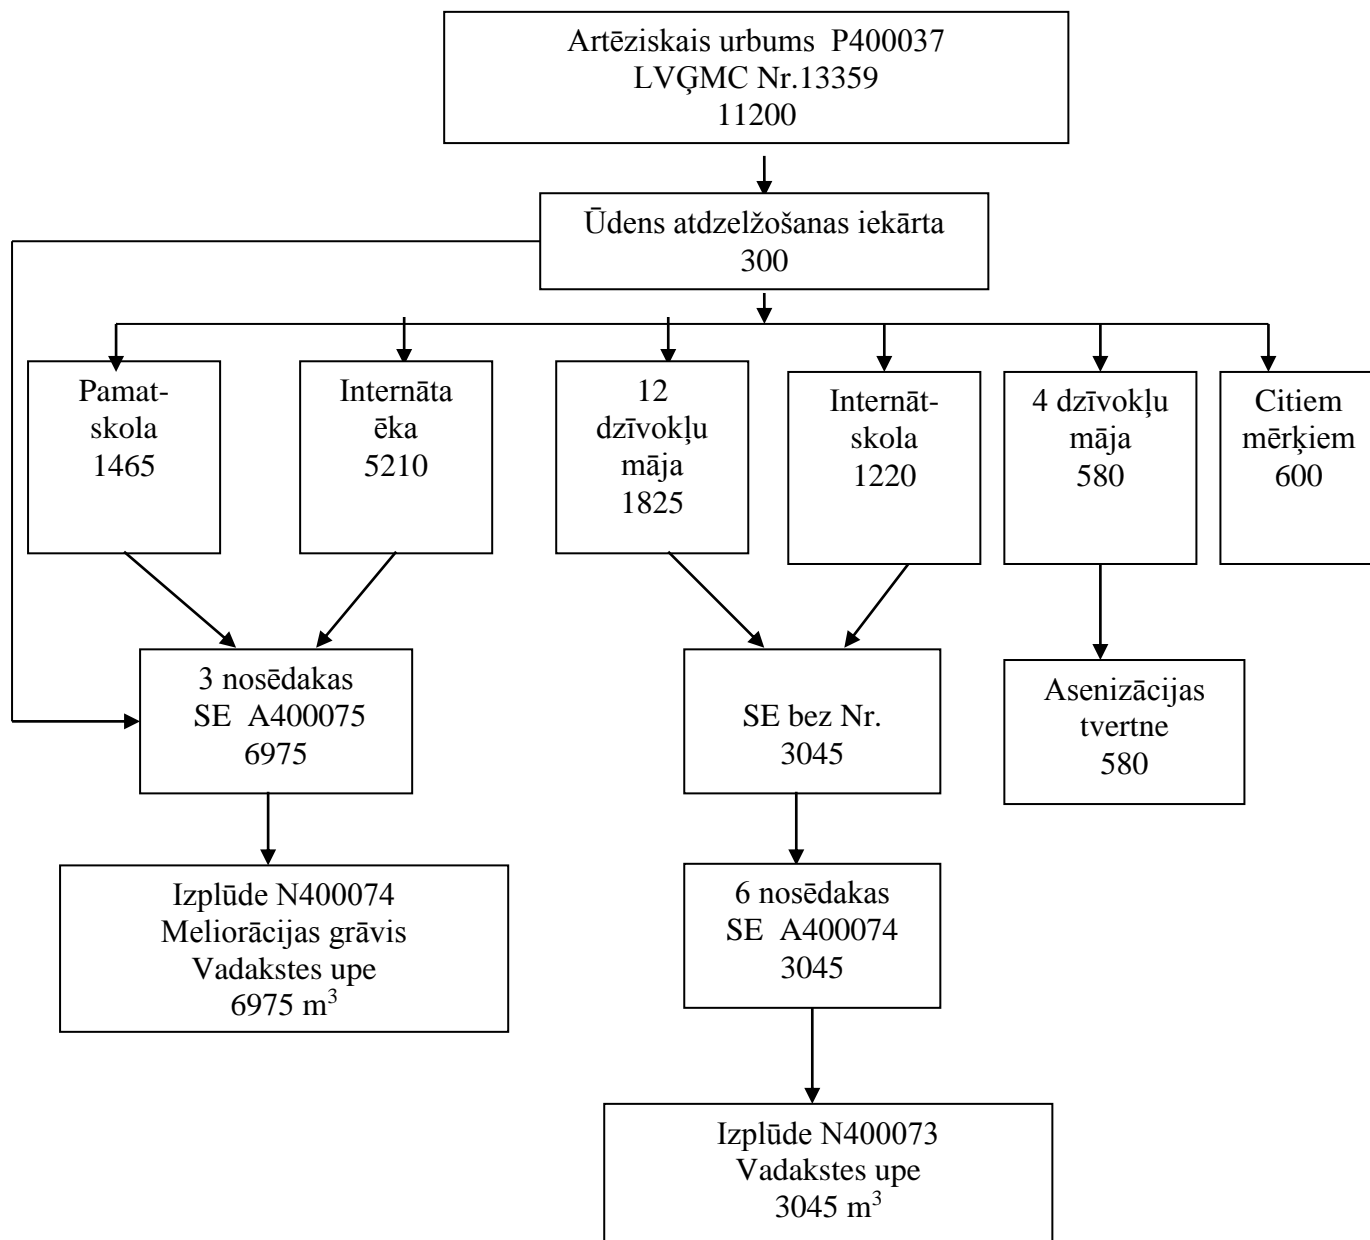 Artēziskais urbums  P400037
LVĢMC Nr.13359
11200
Ūdens atdzelžošanas iekārta
300
Pamat-
skola
1465
Internāta
ēka
5210
12
dzīvokļu
māja
1825
Internāt-
skola
1220
4 dzīvokļu
māja
580
Citiem
mērķiem
600
3 nosēdakas
SE  A400075
6975
SE bez Nr.
3045
Asenizācijas
tvertne
580
Izplūde N400074
Meliorācijas grāvis
Vadakstes upe
6975 m³
6 nosēdakas
SE  A400074
3045
Izplūde N400073
Vadakstes upe
3045 m³